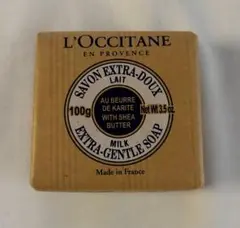 L'OCCITANE
EN PROVENCE
SAVON EXTRA-DOUX
LAIT
100g
AU BEURRE
DE KARITE
WITH SHEA
BUTTER
Net Wt 3.5 oz.
MILK
EXTRA-GENTLE SOAP
Made in France